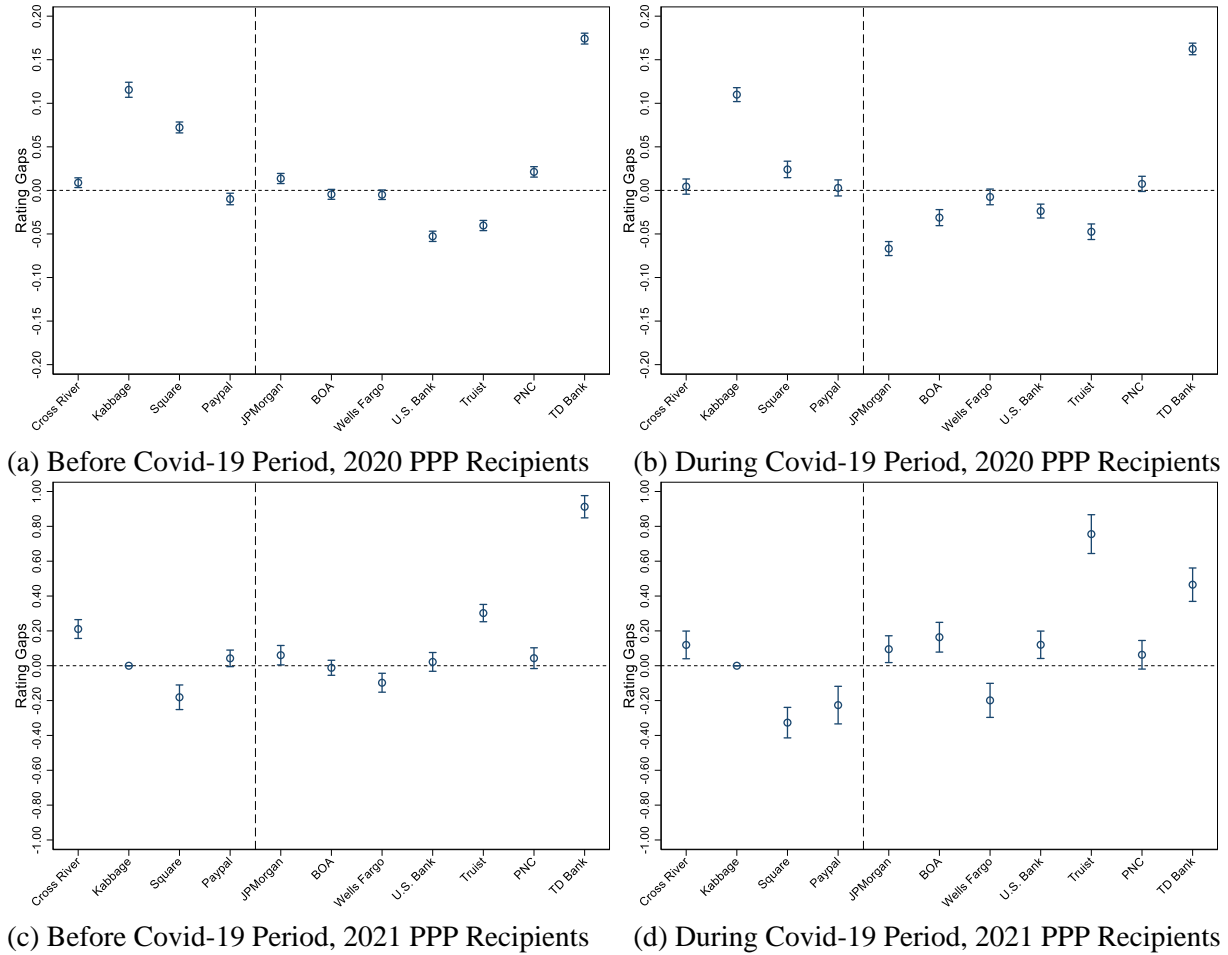 Rating Gaps
0.20
0.15
0.10
0.05
0.00
-0.05
-0.10
-0.15
-0.20
Cross River
Kabbage
Square
Paypal
JPMorgan
BOA
Wells Fargo
U.S. Bank
Truist
PNC
TD Bank
(a) Before Covid-19 Period, 2020 PPP Recipients
Rating Gaps
0.20
0.15
0.10
0.05
0.00
-0.05
-0.10
-0.15
-0.20
Cross River
Kabbage
Square
Paypal
JPMorgan
BOA
Wells Fargo
U.S. Bank
Truist
PNC
TD Bank
(b) During Covid-19 Period, 2020 PPP Recipients
Rating Gaps
1.00
0.80
0.60
0.40
0.20
0.00
-0.20
-0.40
-0.60
-0.80
-1.00
Cross River
Kabbage
Square
Paypal
JPMorgan
BOA
Wells Fargo
U.S. Bank
Truist
PNC
TD Bank
(c) Before Covid-19 Period, 2021 PPP Recipients
Rating Gaps
1.00
0.80
0.60
0.40
0.20
0.00
-0.20
-0.40
-0.60
-0.80
-1.00
Cross River
Kabbage
Square
Paypal
JPMorgan
BOA
Wells Fargo
U.S. Bank
Truist
PNC
TD Bank
(d) During Covid-19 Period, 2021 PPP Recipients